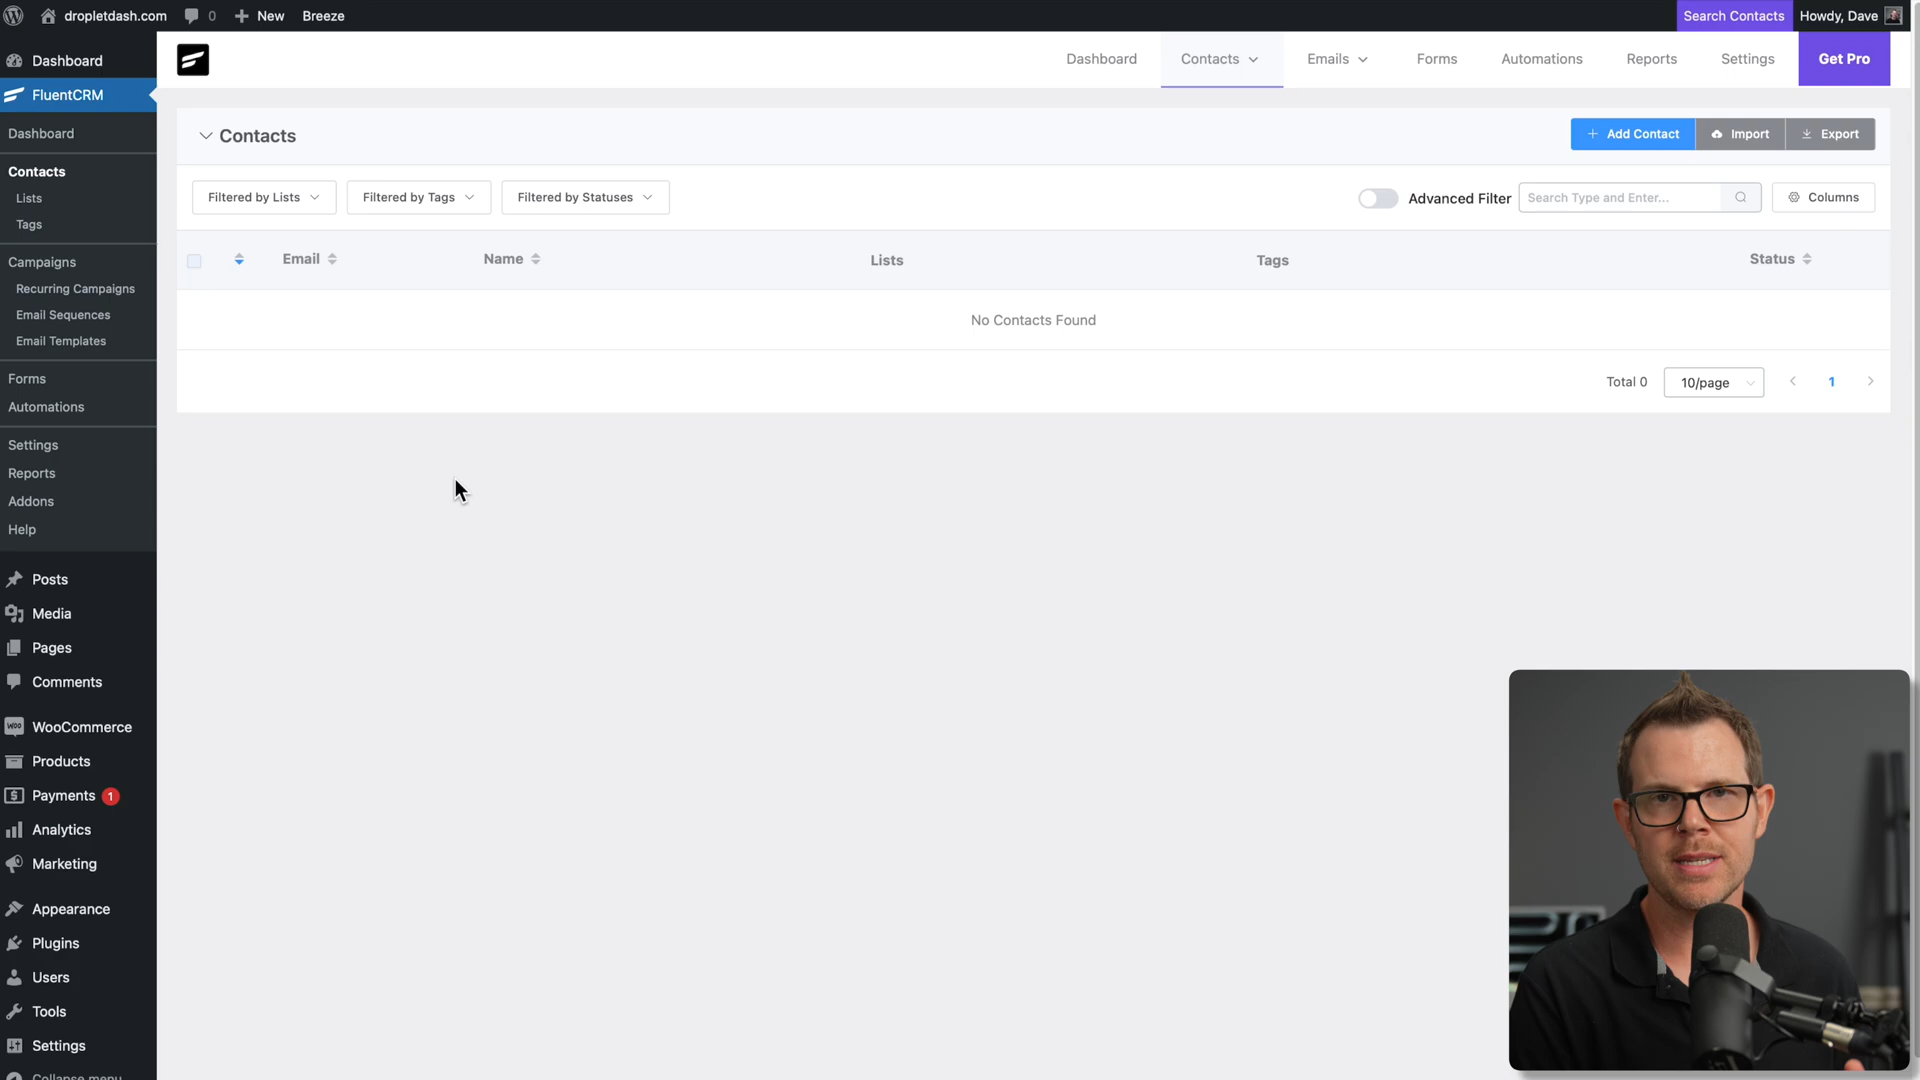 dropletdash.com 0 New Breeze Search Contacts Howdy, Dave
Dashboard Contacts Emails Forms Automations Reports Settings Get Pro
Dashboard
FluentCRM
Dashboard
Contacts
Lists
Tags
Campaigns
Recurring Campaigns
Email Sequences
Email Templates
Forms
Automations
Settings
Reports
Addons
Help
Posts
Media
Pages
Comments
WooCommerce
Products
Payments 1
Analytics
Marketing
Appearance
Plugins
Users
Tools
Settings
Collapse menu
Contacts
Add Contact Import Export
Filtered by Lists Filtered by Tags Filtered by Statuses Advanced Filter Search Type and Enter... Columns
Email Name Lists Tags Status
No Contacts Found
Total 0 10/page 1